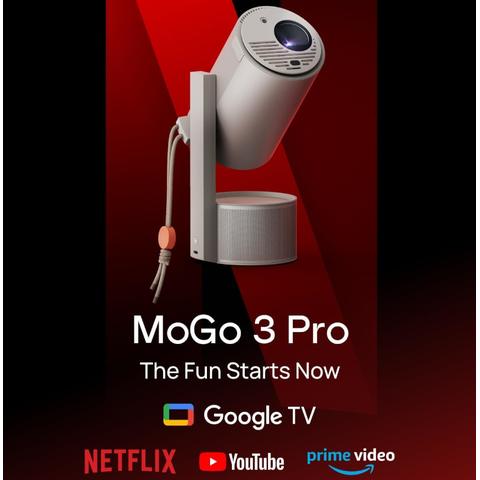 MoGo 3 Pro
The Fun Starts Now
Google TV
NETFLIX YouTube prime video